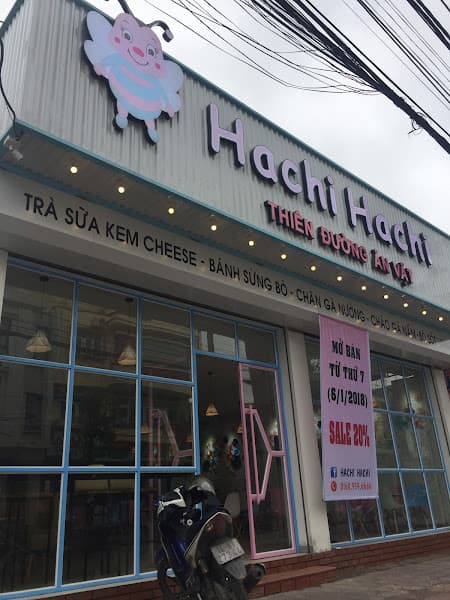 Hachi Hachi
THIÊN ĐƯỜNG ĂN VẶT
TRÀ SỮA KEM CHEESE - BÁNH SỪNG BÒ - CHÂN GÀ NƯỚNG - CHÁO
MỞ BÁN
TỪ THỨ 7
(6/1/2018)
SALE 20%
HACHI HACHI